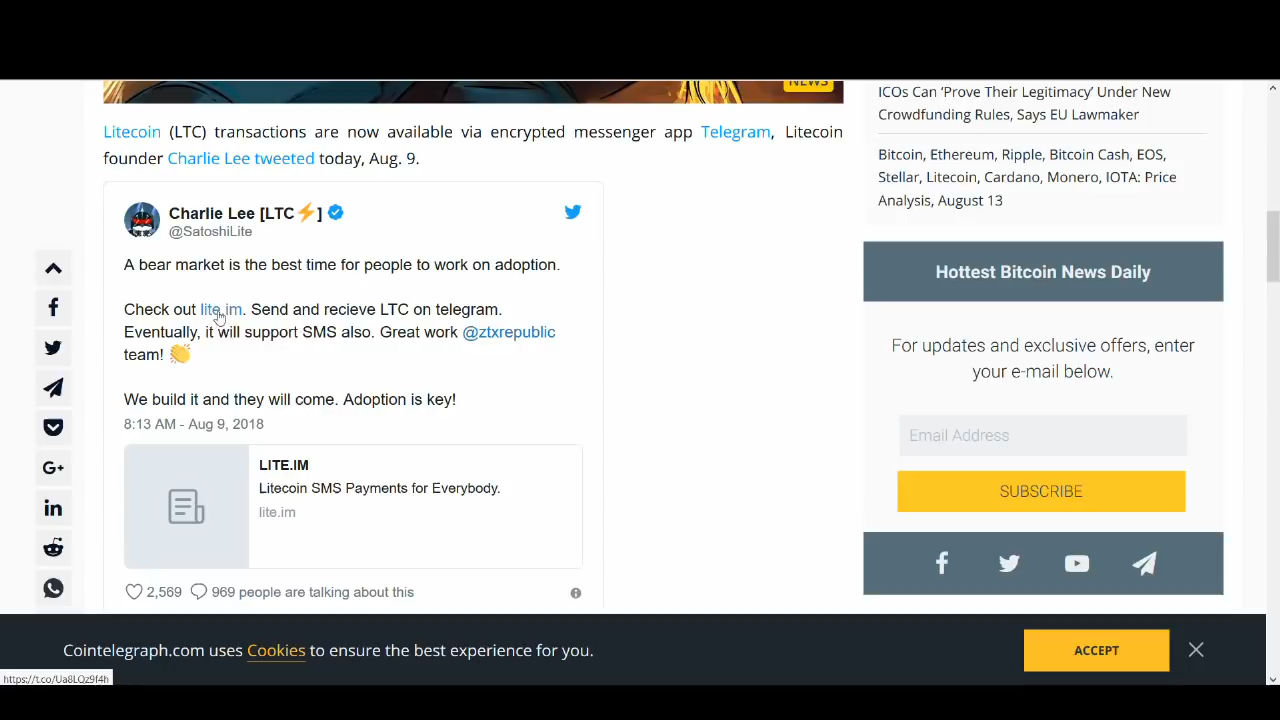 NEWS
Litecoin (LTC) transactions are now available via encrypted messenger app Telegram, Litecoin
founder Charlie Lee tweeted today, Aug. 9.
Charlie Lee [LTC⚡]
@SatoshiLite
A bear market is the best time for people to work on adoption.
Check out lite.im. Send and recieve LTC on telegram.
Eventually, it will support SMS also. Great work @ztxrepublic
team! 👏
We build it and they will come. Adoption is key!
8:13 AM - Aug 9, 2018
LITE.IM
Litecoin SMS Payments for Everybody.
lite.im
2,569 969 people are talking about this
ICOs Can ‘Prove Their Legitimacy’ Under New
Crowdfunding Rules, Says EU Lawmaker
Bitcoin, Ethereum, Ripple, Bitcoin Cash, EOS,
Stellar, Litecoin, Cardano, Monero, IOTA: Price
Analysis, August 13
Hottest Bitcoin News Daily
For updates and exclusive offers, enter
your e-mail below.
Email Address
SUBSCRIBE
Cointelegraph.com uses Cookies to ensure the best experience for you.
ACCEPT
https://t.co/Ua8LQz9f4h